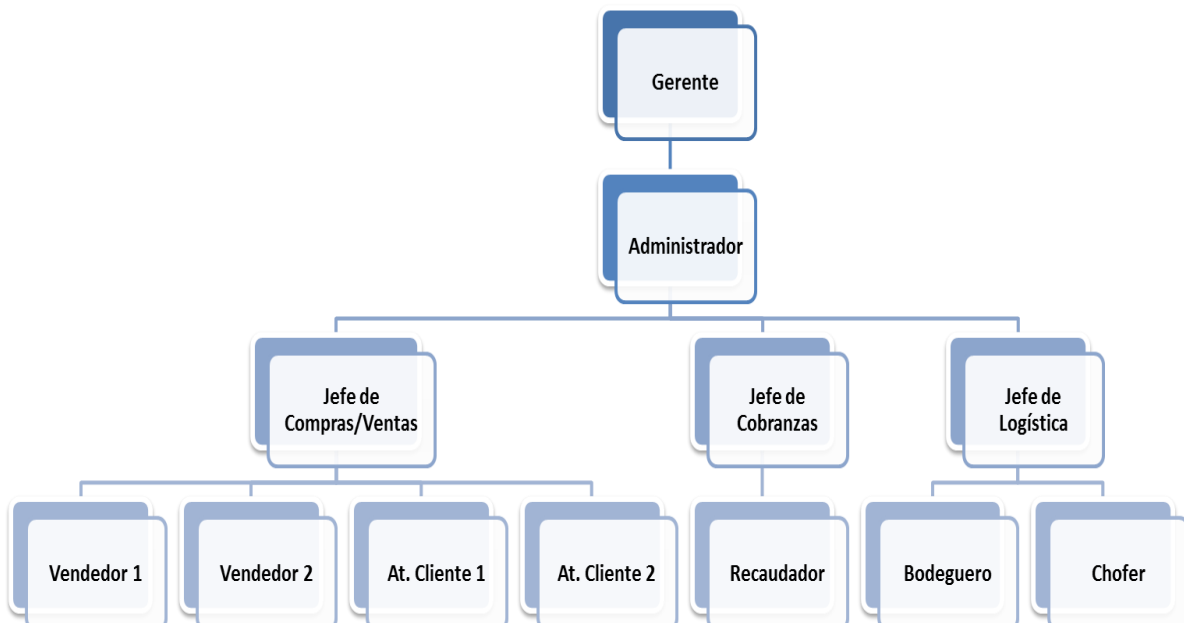 Gerente
Administrador
Jefe de
Compras/Ventas
Jefe de
Cobranzas
Jefe de
Logística
Vendedor 1
Vendedor 2
At. Cliente 1
At. Cliente 2
Recaudador
Bodeguero
Chofer